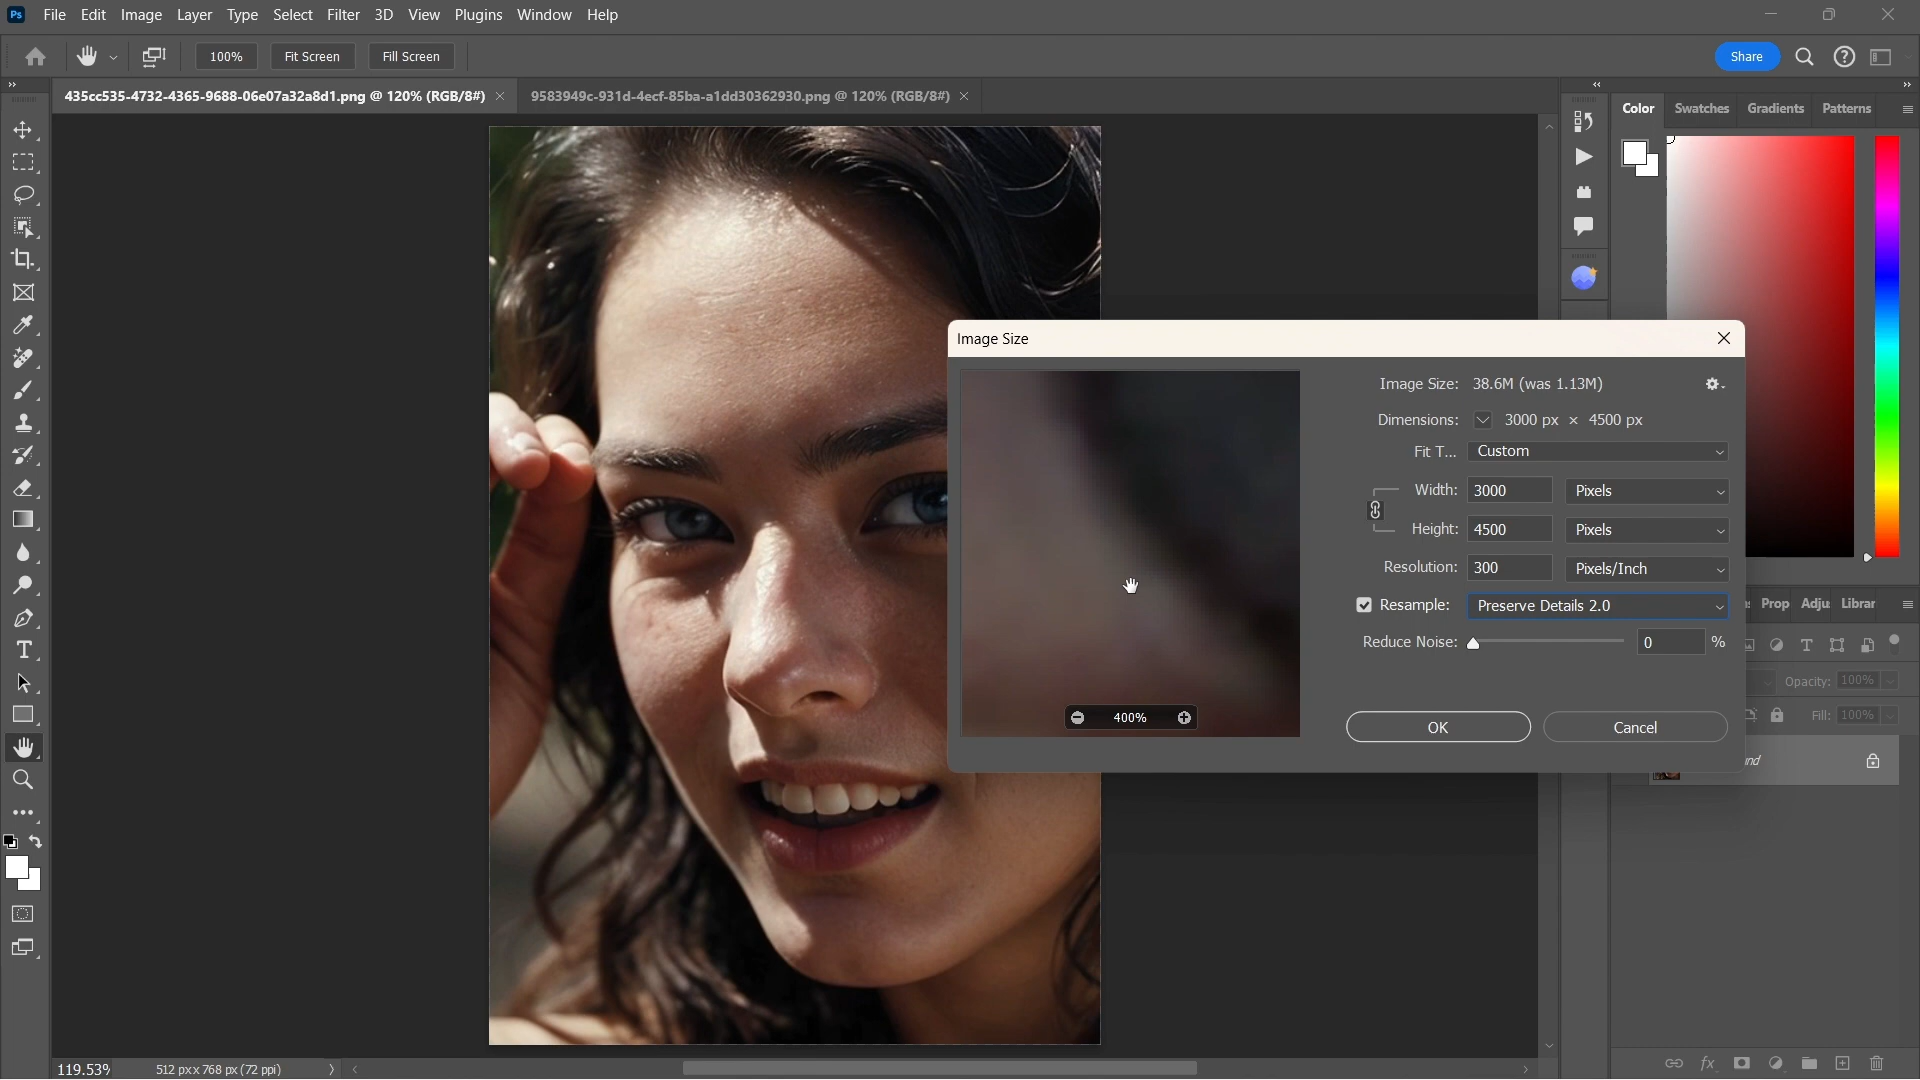 Ps File Edit Image Layer Type Select Filter 3D View Plugins Window Help
100% Fit Screen Fill Screen Share
435cc535-4732-4365-9688-06e07a32a8d1.png @ 120% (RGB/8#) 9583949c-931d-4ecf-85ba-a1dd30362930.png @ 120% (RGB/8#)
Color Swatches Gradients Patterns
Image Size
Image Size: 38.6M (was 1.13M)
Dimensions: 3000 px × 4500 px
Fit T... Custom
Width: 3000 Pixels
Height: 4500 Pixels
Resolution: 300 Pixels/Inch
Resample: Preserve Details 2.0
Reduce Noise: 0 %
400%
OK Cancel
Prop Adju Librar
Opacity: 100%
Fill: 100%
119.53% 512 px x 768 px (72 ppi)